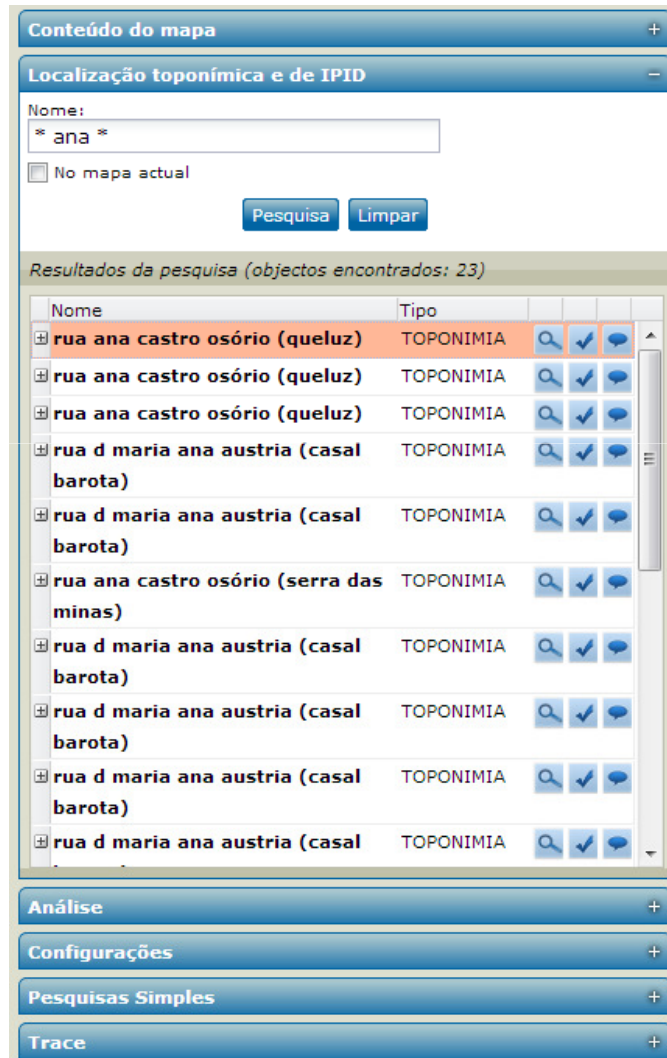 Conteúdo do mapa
Localização toponímica e de IPID
Nome:
* ana *
No mapa actual
Pesquisa Limpar
Resultados da pesquisa (objectos encontrados: 23)
Nome Tipo
rua ana castro osório (queluz) TOPONIMIA
rua ana castro osório (queluz) TOPONIMIA
rua ana castro osório (queluz) TOPONIMIA
rua d maria ana austria (casal TOPONIMIA
barota)
rua d maria ana austria (casal TOPONIMIA
barota)
rua ana castro osório (serra das TOPONIMIA
minas)
rua d maria ana austria (casal TOPONIMIA
barota)
rua d maria ana austria (casal TOPONIMIA
barota)
rua d maria ana austria (casal TOPONIMIA
barota)
rua d maria ana austria (casal TOPONIMIA
Análise
Configurações
Pesquisas Simples
Trace